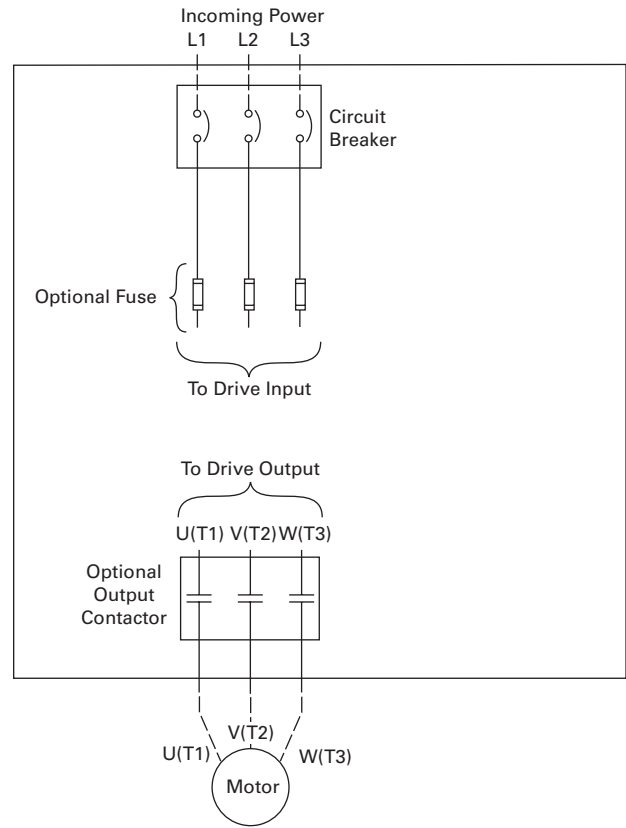 Incoming Power
L1 L2 L3
Circuit
Breaker
Optional Fuse
To Drive Input
To Drive Output
U(T1) V(T2) W(T3)
Optional
Output
Contactor
V(T2)
U(T1) W(T3)
Motor